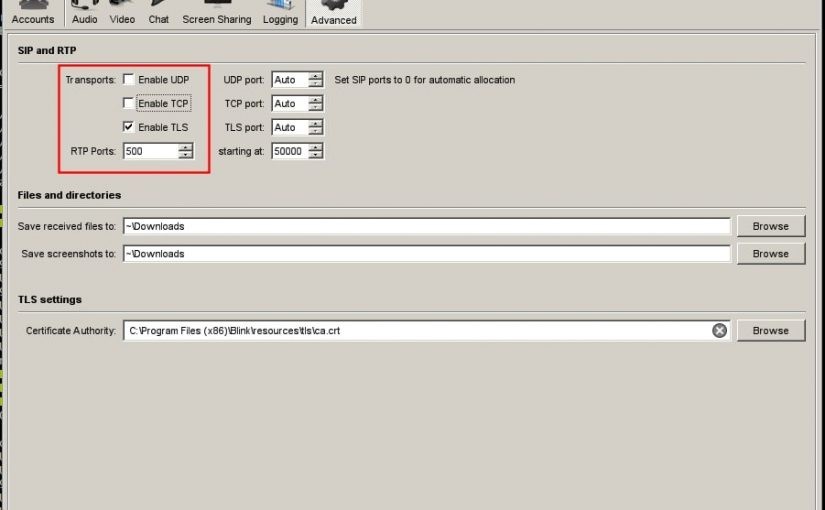 Accounts Audio Video Chat Screen Sharing Logging Advanced
SIP and RTP
Transports: Enable UDP UDP port: Auto Set SIP ports to 0 for automatic allocation
Enable TCP TCP port: Auto
Enable TLS TLS port: Auto
RTP Ports: 500 starting at: 50000
Files and directories
Save received files to: ~\Downloads Browse
Save screenshots to: ~\Downloads Browse
TLS settings
Certificate Authority: C:\Program Files (x86)\Blink\resources\tls\ca.crt Browse